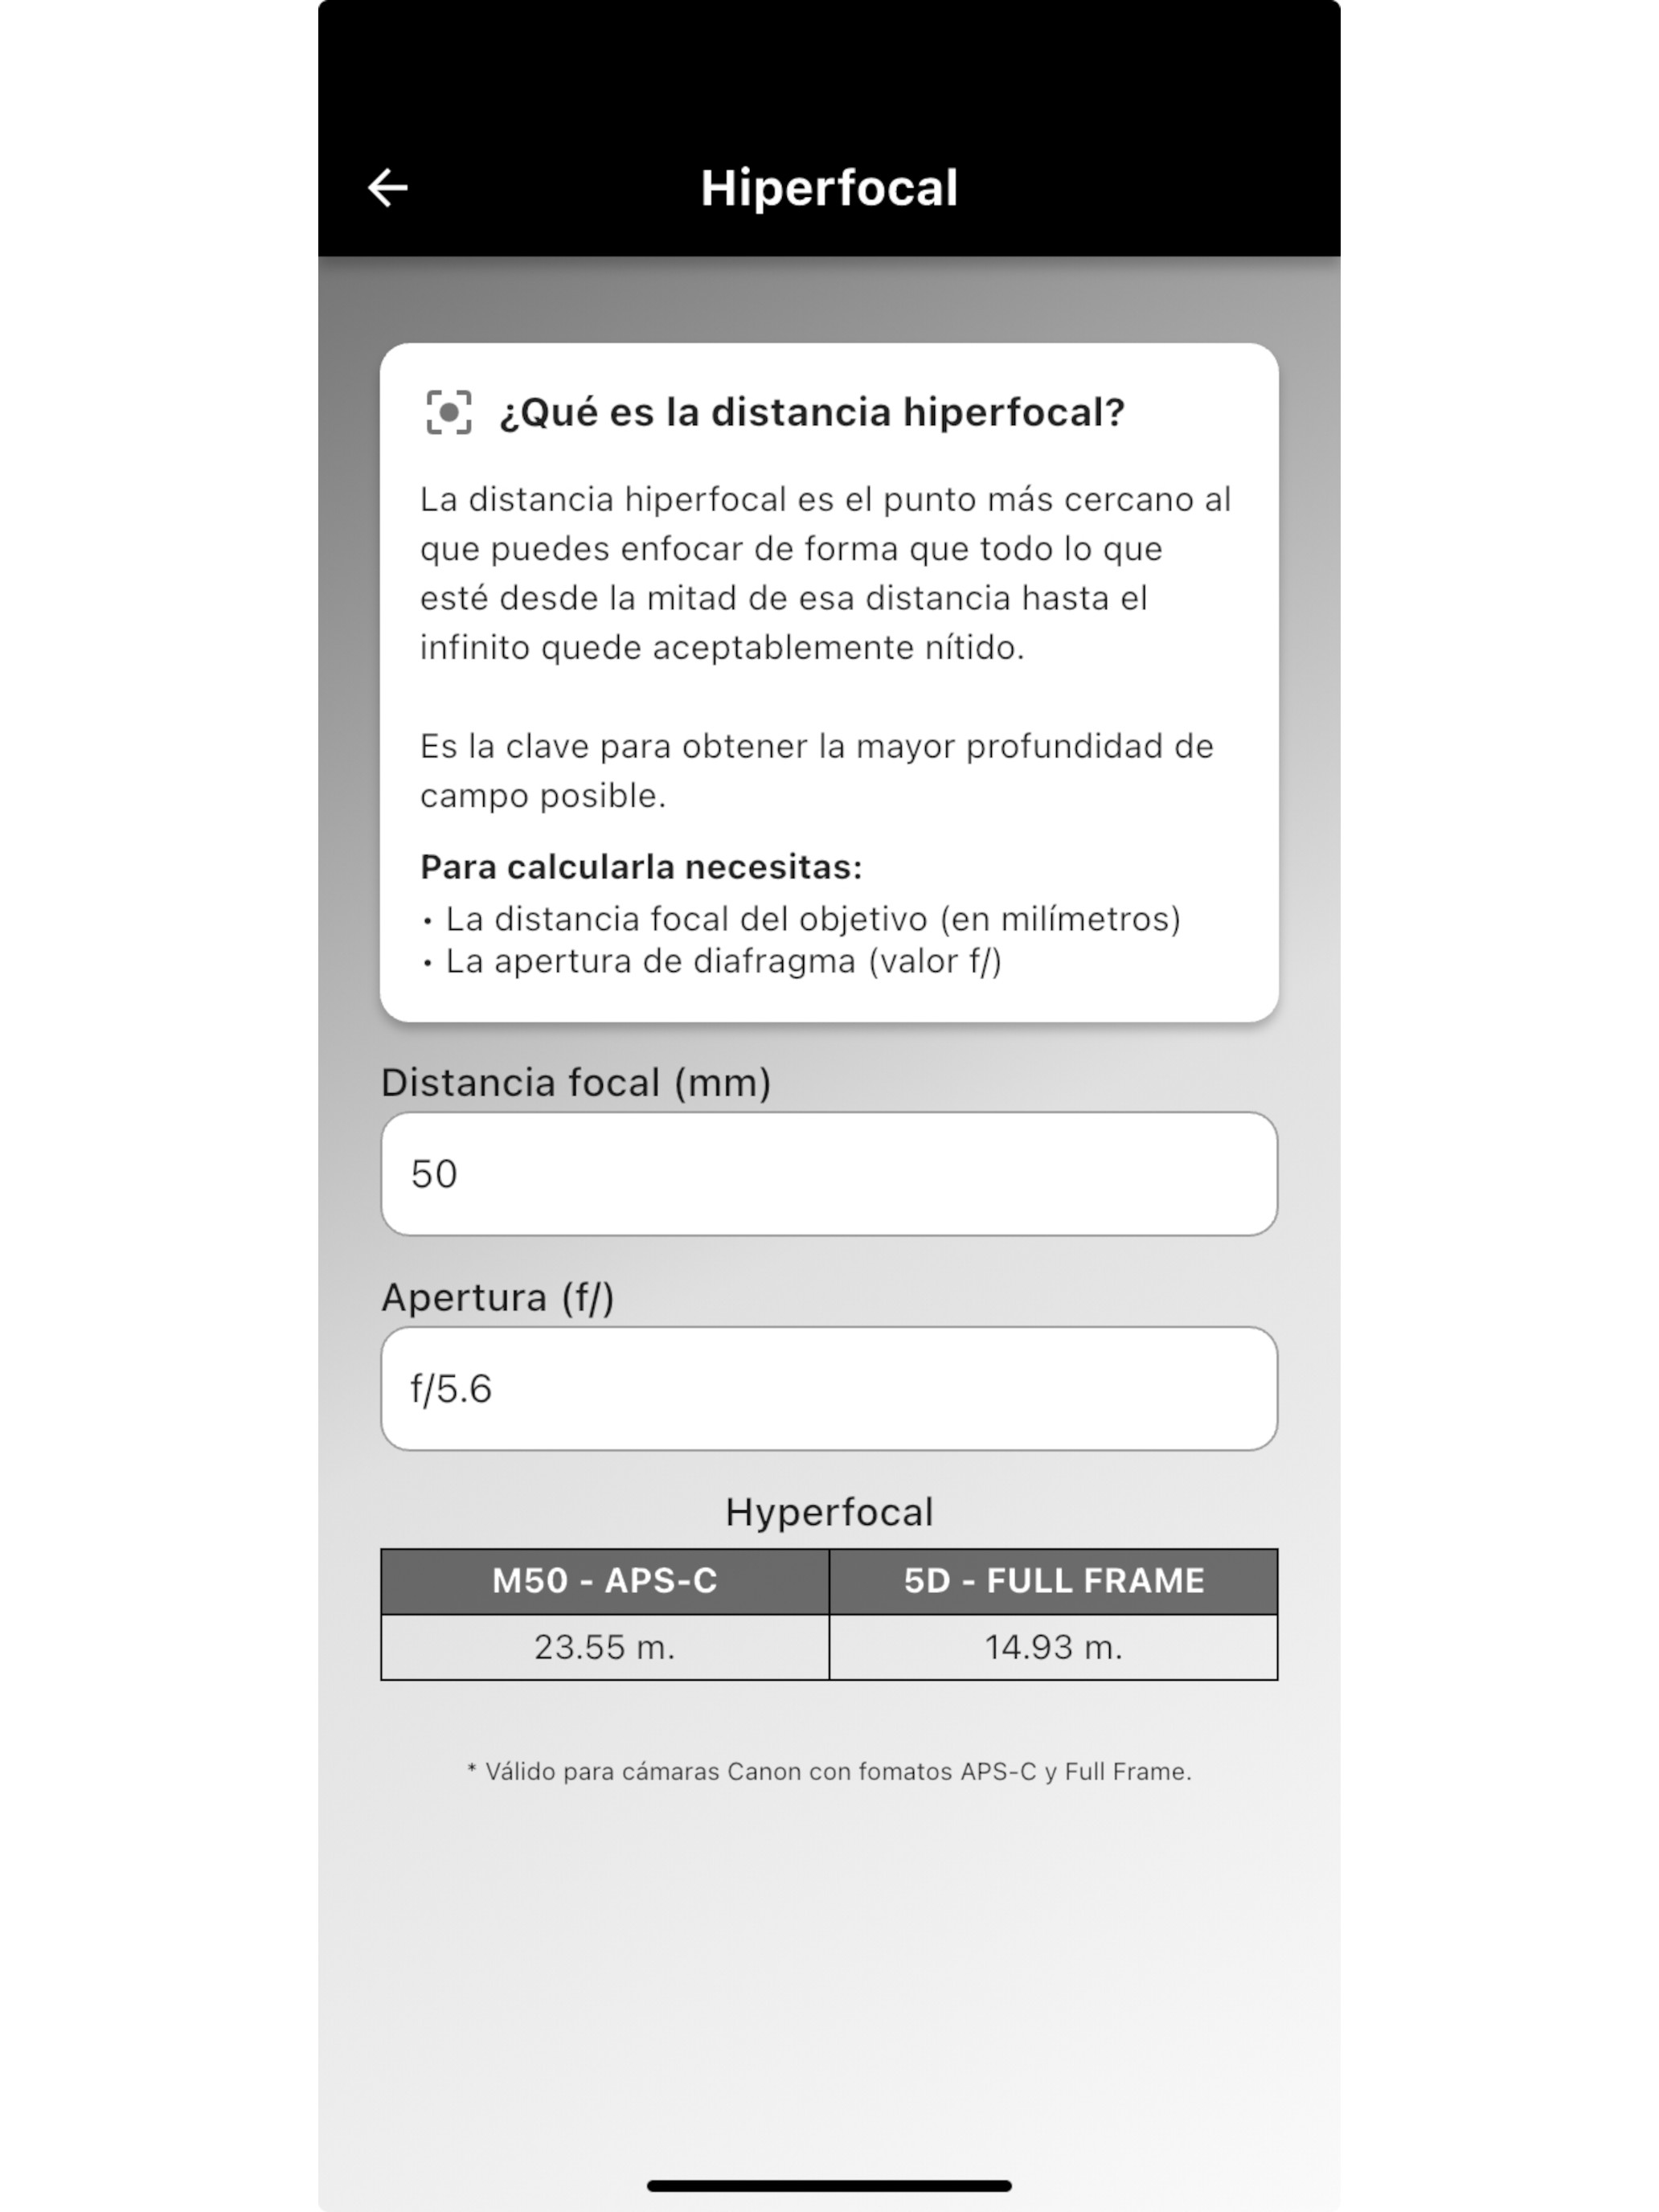 Hiperfocal
¿Qué es la distancia hiperfocal?
La distancia hiperfocal es el punto más cercano al
que puedes enfocar de forma que todo lo que
esté desde la mitad de esa distancia hasta el
infinito quede aceptablemente nítido.
Es la clave para obtener la mayor profundidad de
campo posible.
Para calcularla necesitas:
• La distancia focal del objetivo (en milímetros)
• La apertura de diafragma (valor f/)
Distancia focal (mm)
50
Apertura (f/)
f/5.6
Hyperfocal
M50 - APS-C 5D - FULL FRAME
23.55 m. 14.93 m.
* Válido para cámaras Canon con fomatos APS-C y Full Frame.